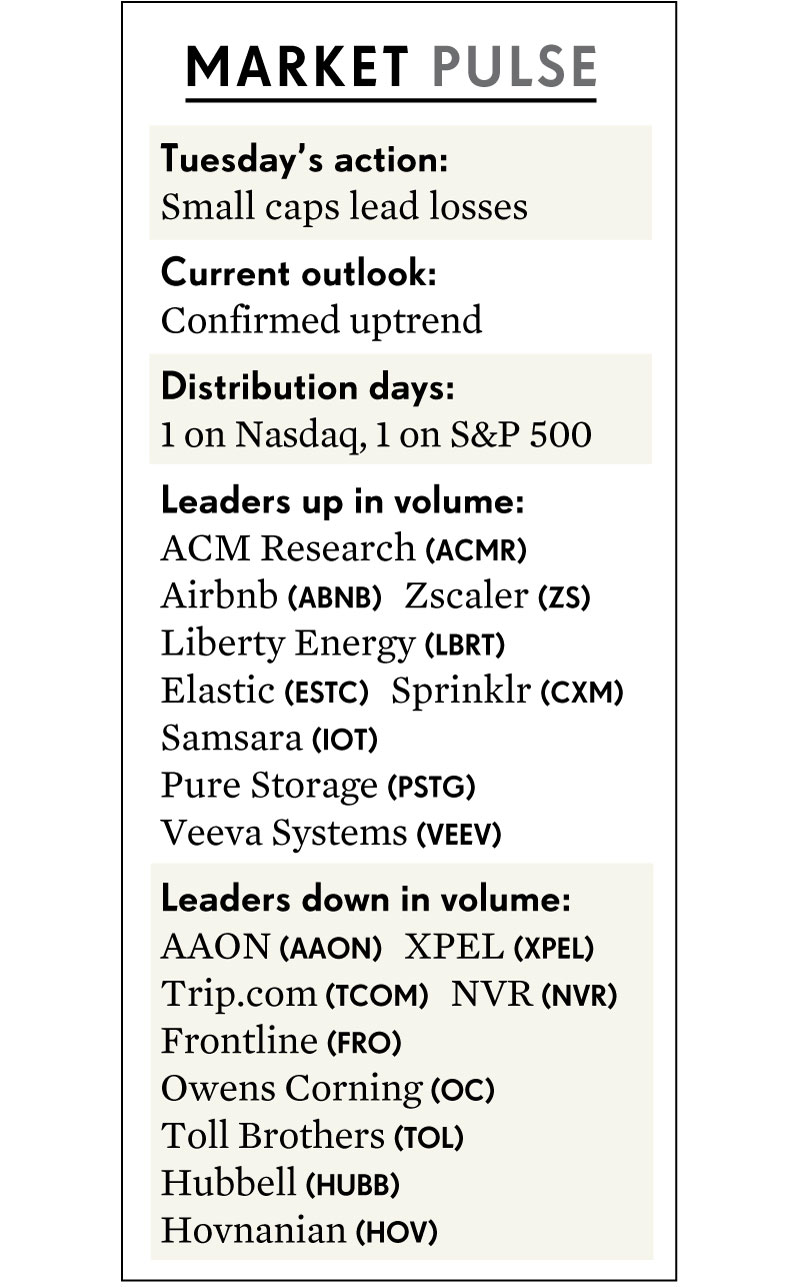 MARKET PULSE
Tuesday’s action:
Small caps lead losses
Current outlook:
Confirmed uptrend
Distribution days:
1 on Nasdaq, 1 on S&P 500
Leaders up in volume:
ACM Research (ACMR)
Airbnb (ABNB) Zscaler (ZS)
Liberty Energy (LBRT)
Elastic (ESTC) Sprinklr (CXM)
Samsara (IOT)
Pure Storage (PSTG)
Veeva Systems (VEEV)
Leaders down in volume:
AAON (AAON) XPEL (XPEL)
Trip.com (TCOM) NVR (NVR)
Frontline (FRO)
Owens Corning (OC)
Toll Brothers (TOL)
Hubbell (HUBB)
Hovnanian (HOV)